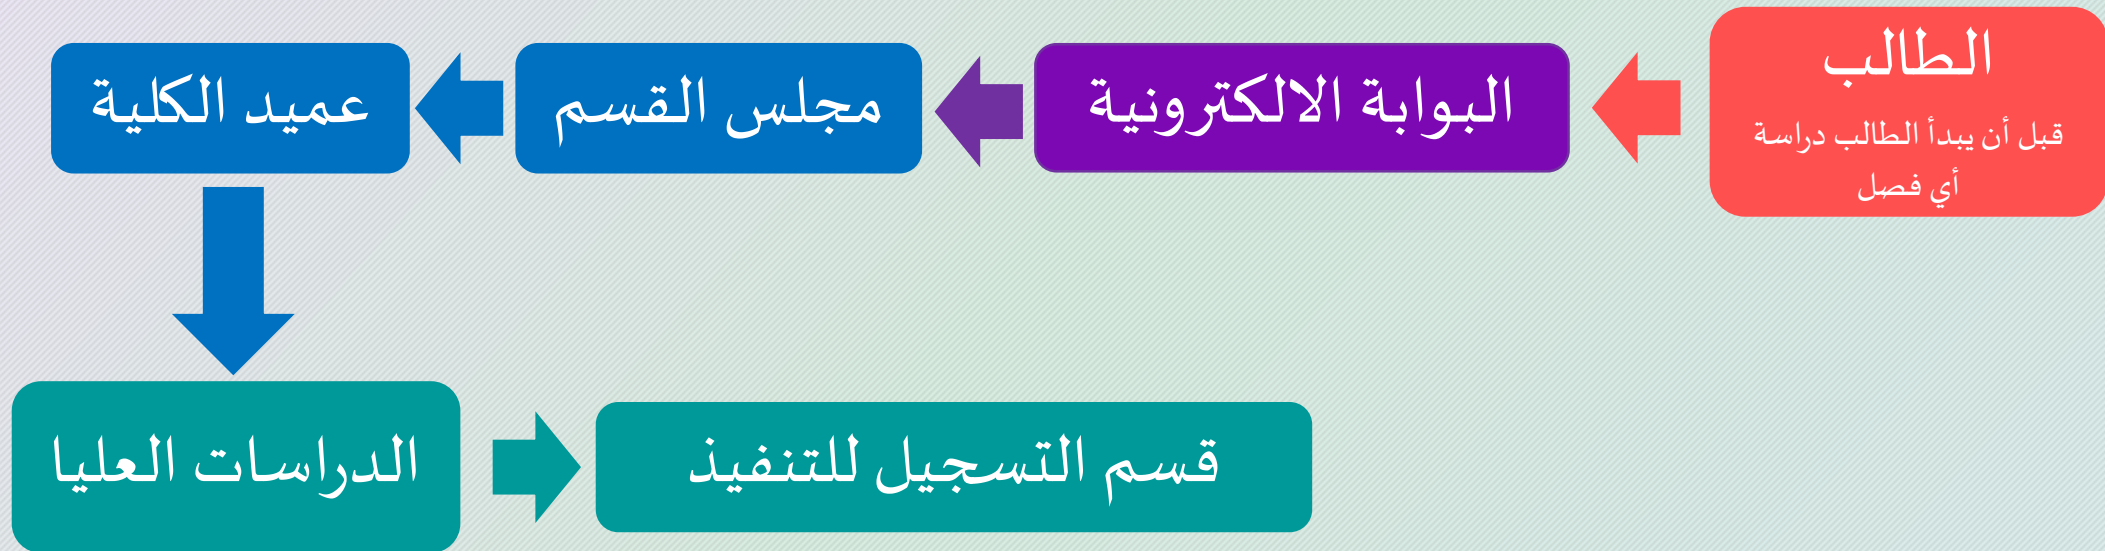 الطالب
قبل أن يبدأ الطالب دراسة
أي فصل
البوابة الالكترونية
مجلس القسم
عميد الكلية
الدراسات العليا
قسم التسجيل للتنفيذ